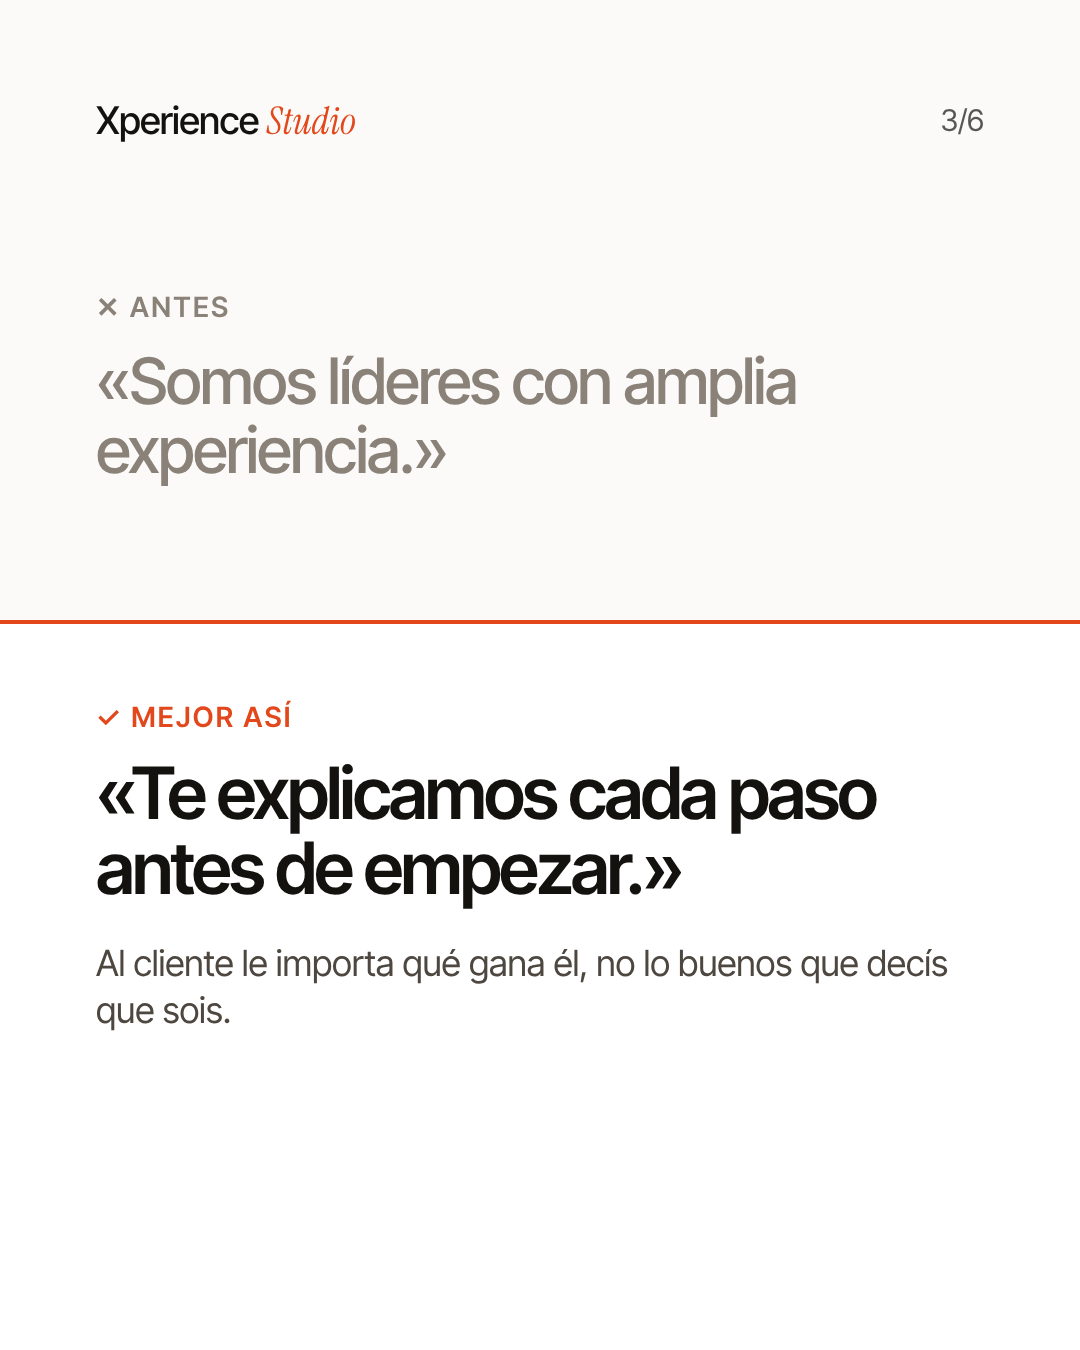 Xperience Studio
3/6
✕ ANTES
«Somos líderes con amplia
experiencia.»
✓ MEJOR ASÍ
«Te explicamos cada paso
antes de empezar.»
Al cliente le importa qué gana él, no lo buenos que decís
que sois.